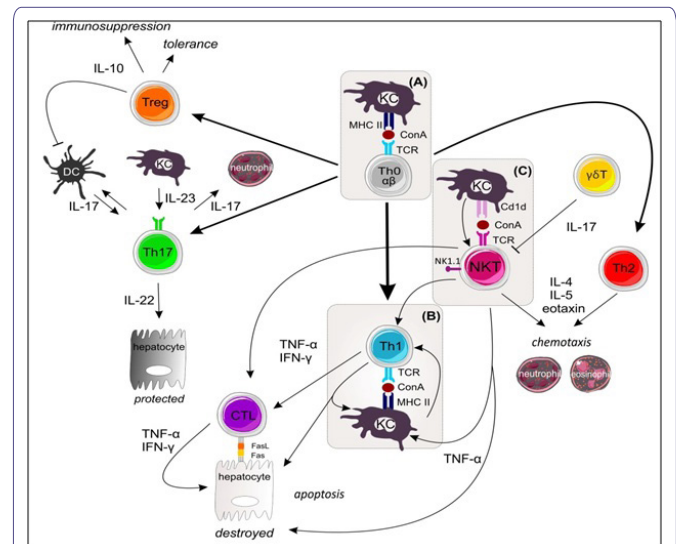 immunosuppression
tolerance
IL-10
Treg
(A)
KC
MHC II
ConA
TCR
Th0
αβ
DC
KC
neutrophil
IL-17
IL-23
IL-17
Th17
IL-22
hepatocyte
protected
(C)
KC
Cd1d
ConA
TCR
NK1.1
NKT
γδT
IL-17
Th2
IL-4
IL-5
eotaxin
chemotaxis
neutrophil
eosinophil
(B)
Th1
TCR
ConA
MHC II
KC
TNF-α
IFN-γ
CTL
TNF-α
IFN-γ
FasL
Fas
hepatocyte
apoptosis
destroyed
TNF-α